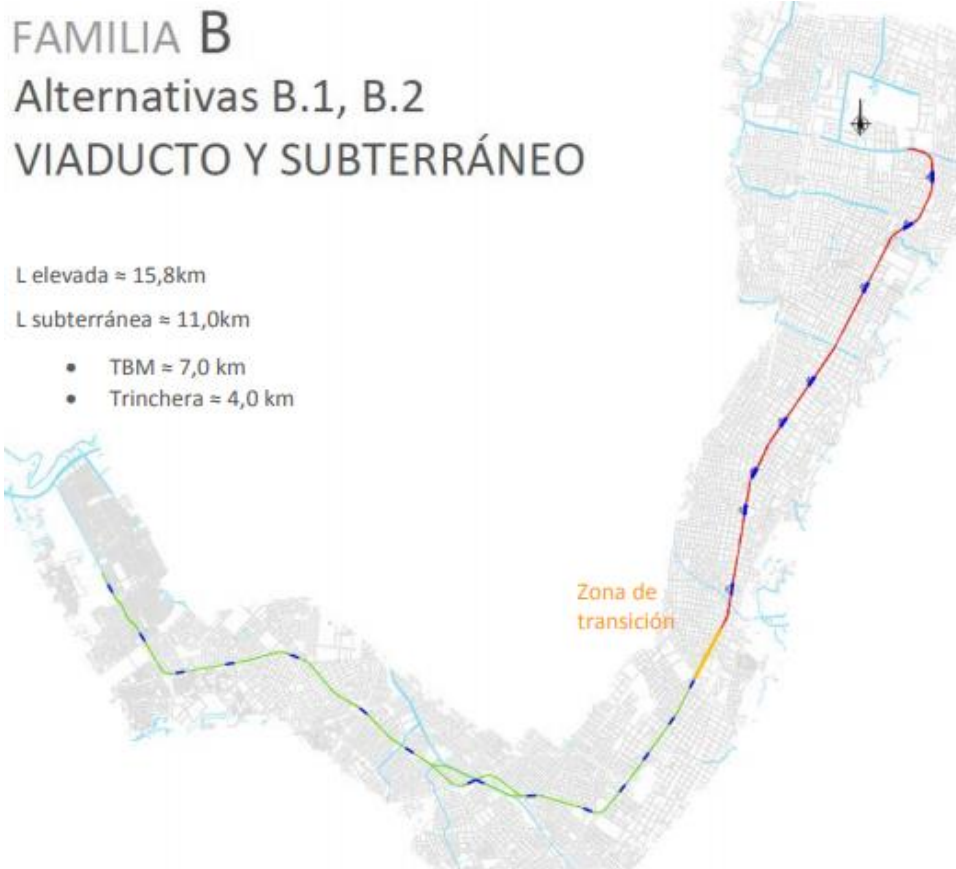 FAMILIA B
Alternativas B.1, B.2
VIADUCTO Y SUBTERRÁNEO
L elevada ≈ 15,8km
L subterránea ≈ 11,0km
• TBM ≈ 7,0 km
• Trinchera ≈ 4,0 km
Zona de
transición